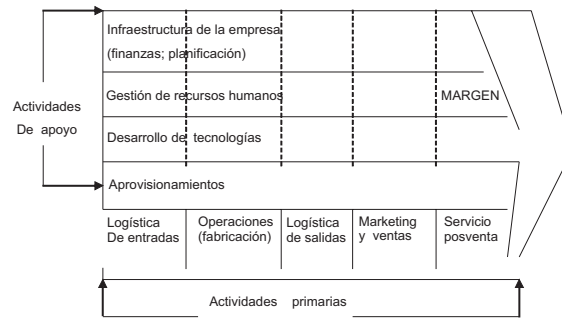 Infraestructura de la empresa
(finanzas; planificación)
Gestión de recursos humanos
MARGEN
Actividades
De apoyo
Desarrollo de tecnologías
Aprovisionamientos
Logística
De entradas
Operaciones
(fabricación)
Logística
de salidas
Marketing
y ventas
Servicio
posventa
Actividades primarias